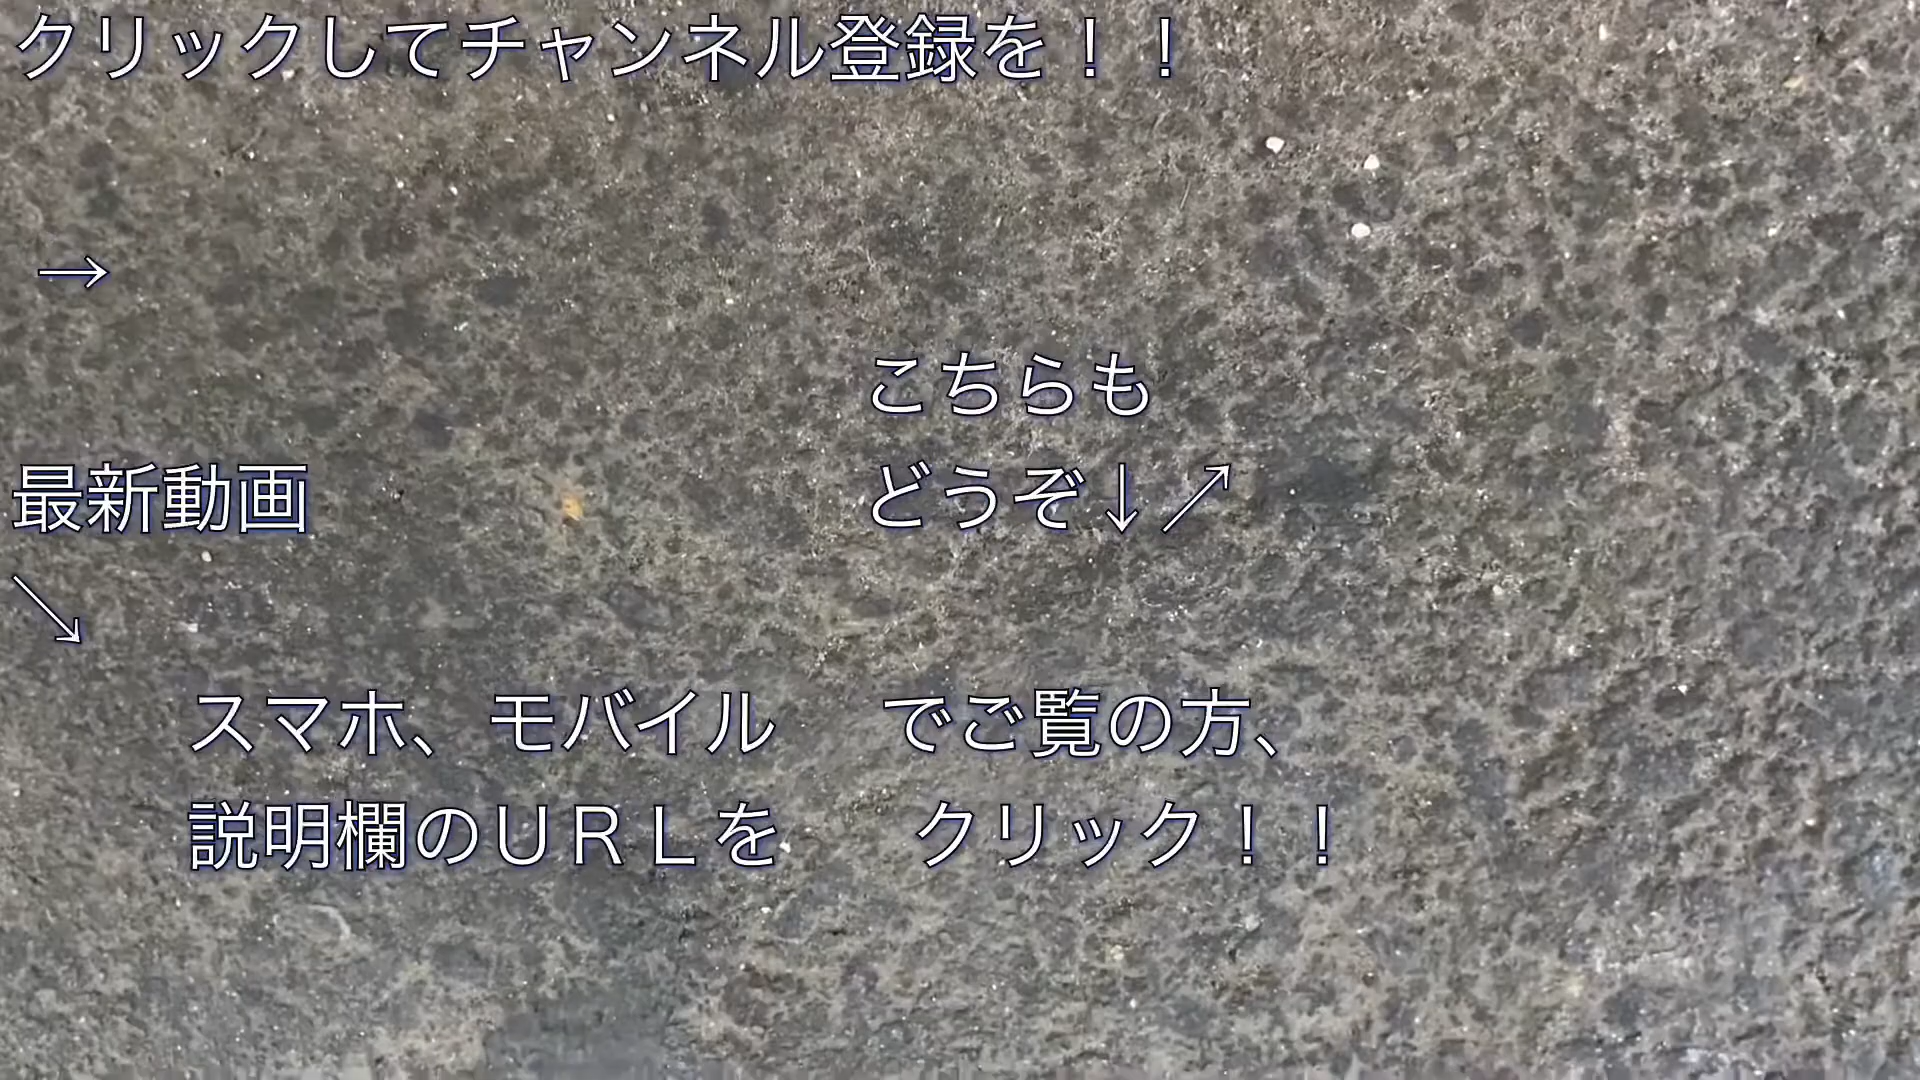 クリックしてチャンネル登録を！！
→
こちらも
最新動画
どうぞ↓↗
↘
スマホ、モバイル　でご覧の方、
説明欄のＵＲＬを　クリック！！